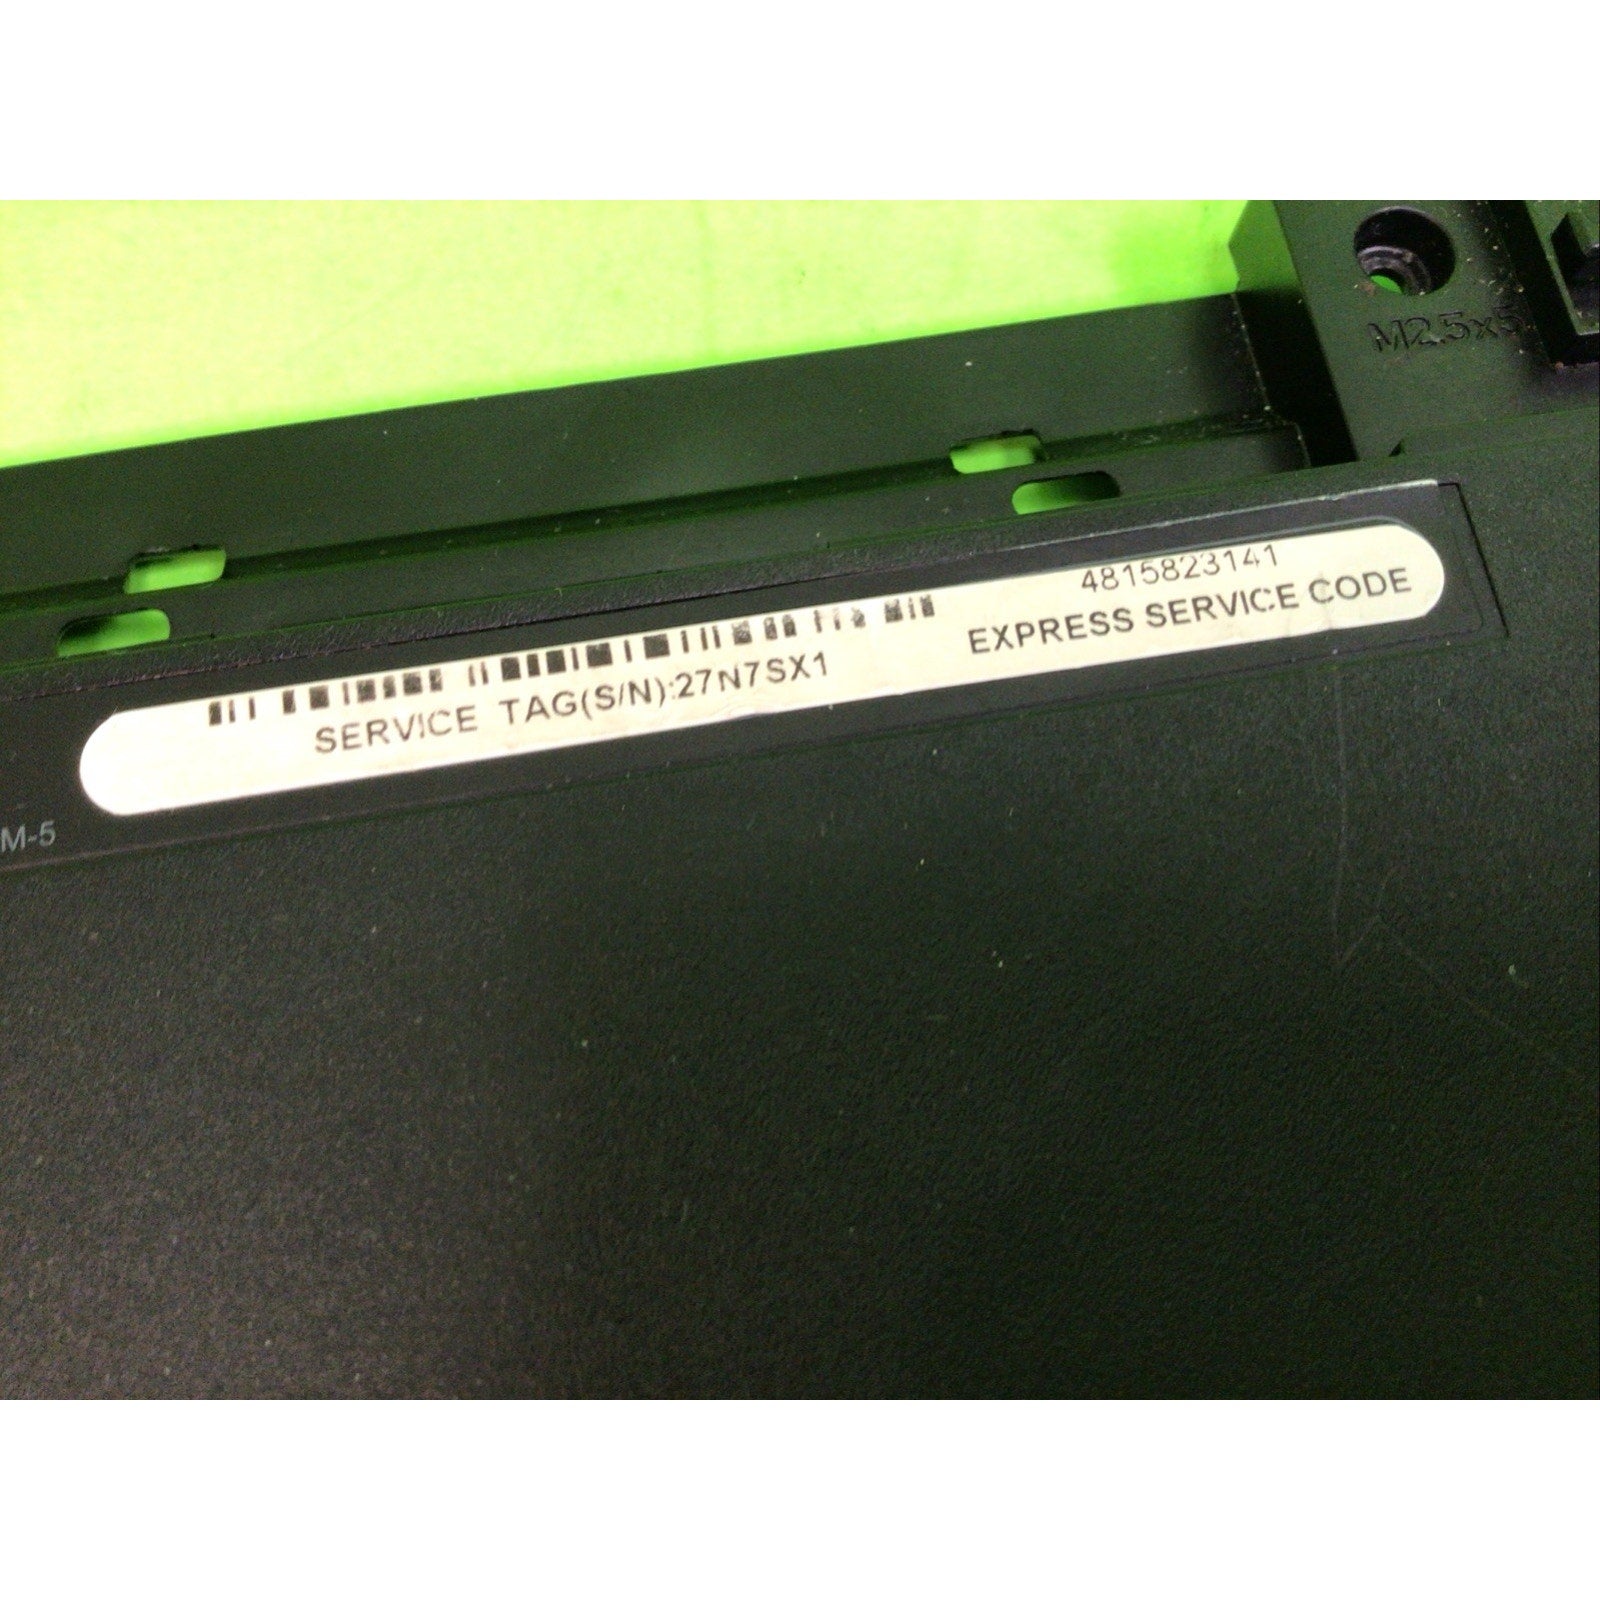 M2.5x5
4815823141
EXPRESS SERVICE CODE
SERVICE TAG(S/N):27N7SX1
M-5